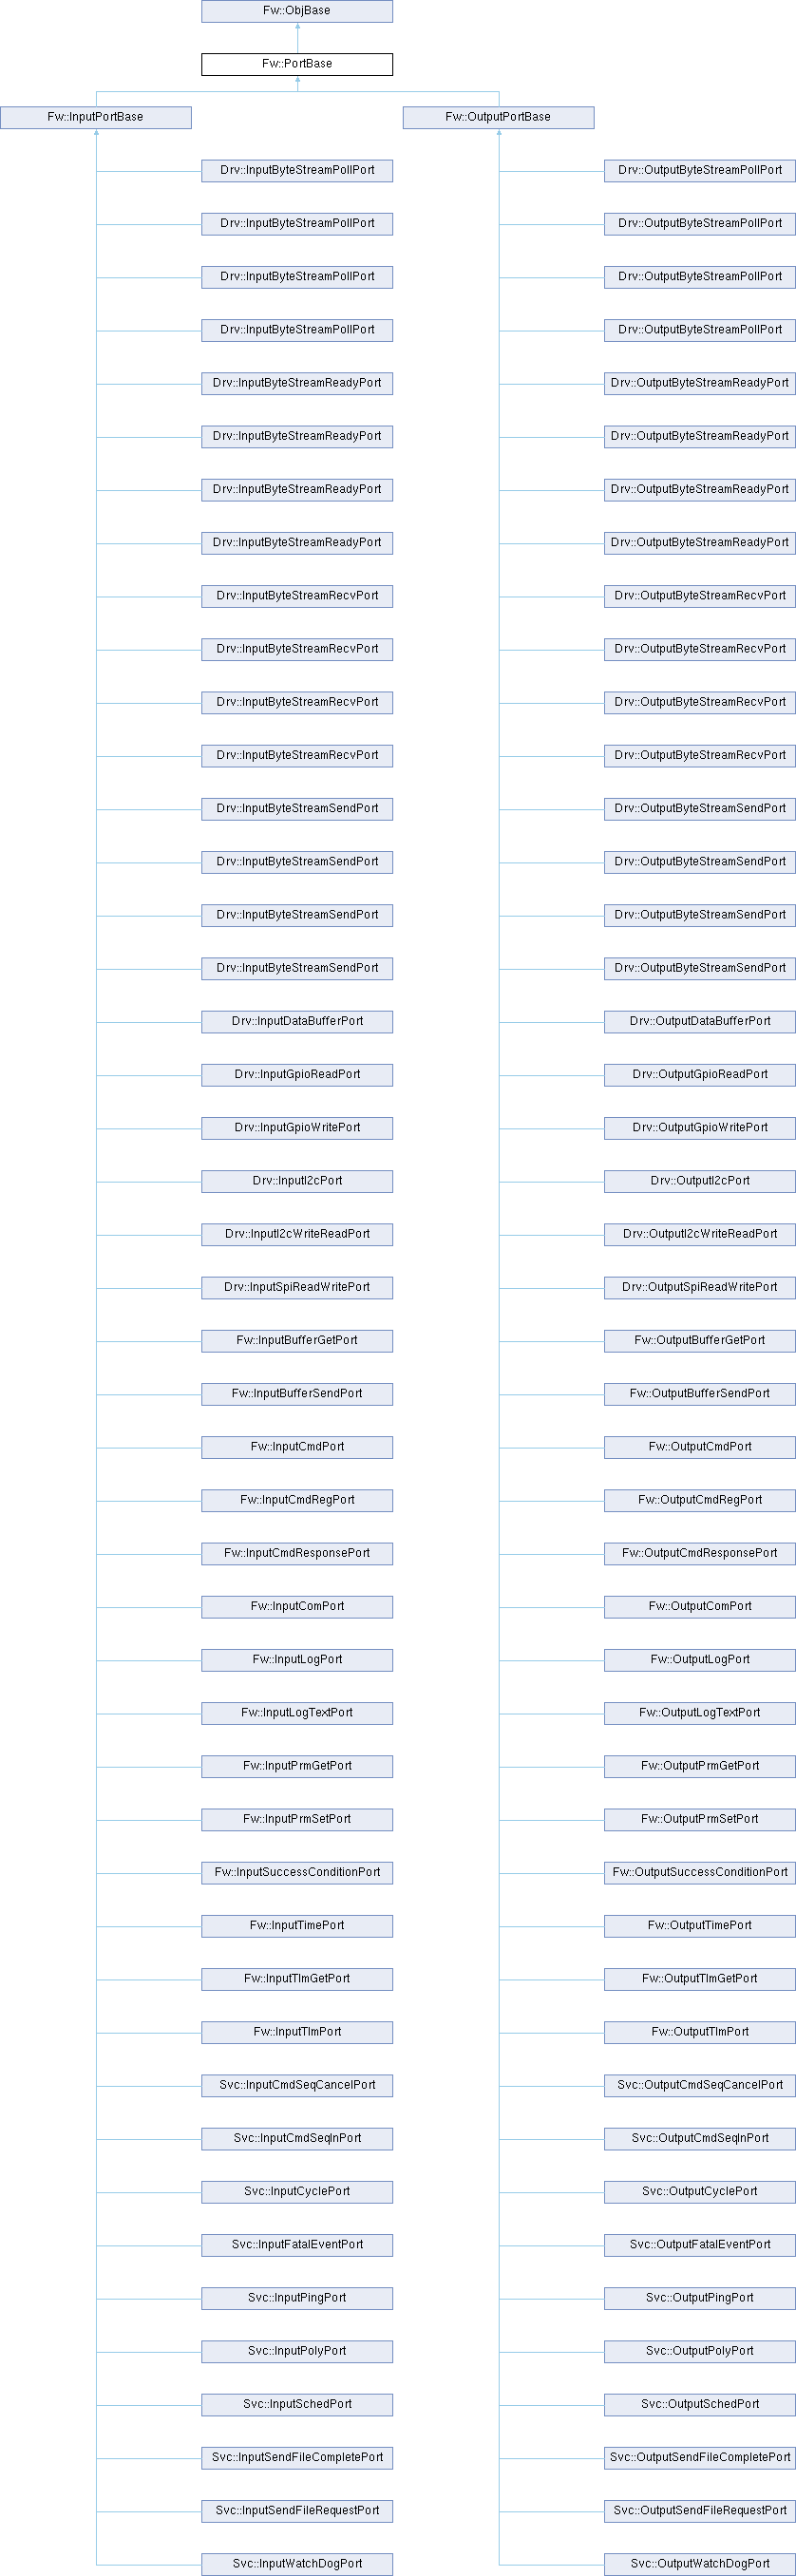 Fw::ObjBase
Fw::PortBase
Fw::InputPortBase Fw::OutputPortBase
Drv::InputByteStreamPollPort Drv::OutputByteStreamPollPort
Drv::InputByteStreamPollPort Drv::OutputByteStreamPollPort
Drv::InputByteStreamPollPort Drv::OutputByteStreamPollPort
Drv::InputByteStreamPollPort Drv::OutputByteStreamPollPort
Drv::InputByteStreamReadyPort Drv::OutputByteStreamReadyPort
Drv::InputByteStreamReadyPort Drv::OutputByteStreamReadyPort
Drv::InputByteStreamReadyPort Drv::OutputByteStreamReadyPort
Drv::InputByteStreamReadyPort Drv::OutputByteStreamReadyPort
Drv::InputByteStreamRecvPort Drv::OutputByteStreamRecvPort
Drv::InputByteStreamRecvPort Drv::OutputByteStreamRecvPort
Drv::InputByteStreamRecvPort Drv::OutputByteStreamRecvPort
Drv::InputByteStreamRecvPort Drv::OutputByteStreamRecvPort
Drv::InputByteStreamSendPort Drv::OutputByteStreamSendPort
Drv::InputByteStreamSendPort Drv::OutputByteStreamSendPort
Drv::InputByteStreamSendPort Drv::OutputByteStreamSendPort
Drv::InputByteStreamSendPort Drv::OutputByteStreamSendPort
Drv::InputDataBufferPort Drv::OutputDataBufferPort
Drv::InputGpioReadPort Drv::OutputGpioReadPort
Drv::InputGpioWritePort Drv::OutputGpioWritePort
Drv::InputI2cPort Drv::OutputI2cPort
Drv::InputI2cWriteReadPort Drv::OutputI2cWriteReadPort
Drv::InputSpiReadWritePort Drv::OutputSpiReadWritePort
Fw::InputBufferGetPort Fw::OutputBufferGetPort
Fw::InputBufferSendPort Fw::OutputBufferSendPort
Fw::InputCmdPort Fw::OutputCmdPort
Fw::InputCmdRegPort Fw::OutputCmdRegPort
Fw::InputCmdResponsePort Fw::OutputCmdResponsePort
Fw::InputComPort Fw::OutputComPort
Fw::InputLogPort Fw::OutputLogPort
Fw::InputLogTextPort Fw::OutputLogTextPort
Fw::InputPrmGetPort Fw::OutputPrmGetPort
Fw::InputPrmSetPort Fw::OutputPrmSetPort
Fw::InputSuccessConditionPort Fw::OutputSuccessConditionPort
Fw::InputTimePort Fw::OutputTimePort
Fw::InputTlmGetPort Fw::OutputTlmGetPort
Fw::InputTlmPort Fw::OutputTlmPort
Svc::InputCmdSeqCancelPort Svc::OutputCmdSeqCancelPort
Svc::InputCmdSeqInPort Svc::OutputCmdSeqInPort
Svc::InputCyclePort Svc::OutputCyclePort
Svc::InputFatalEventPort Svc::OutputFatalEventPort
Svc::InputPingPort Svc::OutputPingPort
Svc::InputPolyPort Svc::OutputPolyPort
Svc::InputSchedPort Svc::OutputSchedPort
Svc::InputSendFileCompletePort Svc::OutputSendFileCompletePort
Svc::InputSendFileRequestPort Svc::OutputSendFileRequestPort
Svc::InputWatchDogPort Svc::OutputWatchDogPort